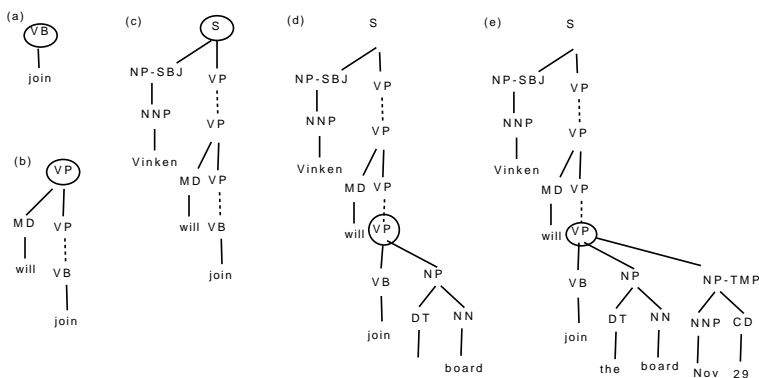 (a)
VB
join
(b)
VP
MD VP
will
VB
join
(c)
S
NP-SBJ VP
NNP
VP
Vinken
MD VP
will VB
join
(d)
S
NP-SBJ VP
NNP
VP
Vinken
MD VP
will VP
VB NP
DT NN
join
board
(e)
S
NP-SBJ VP
NNP
VP
Vinken
MD VP
will VP
VB NP NP-TMP
DT NN NNP CD
join
the board Nov 29